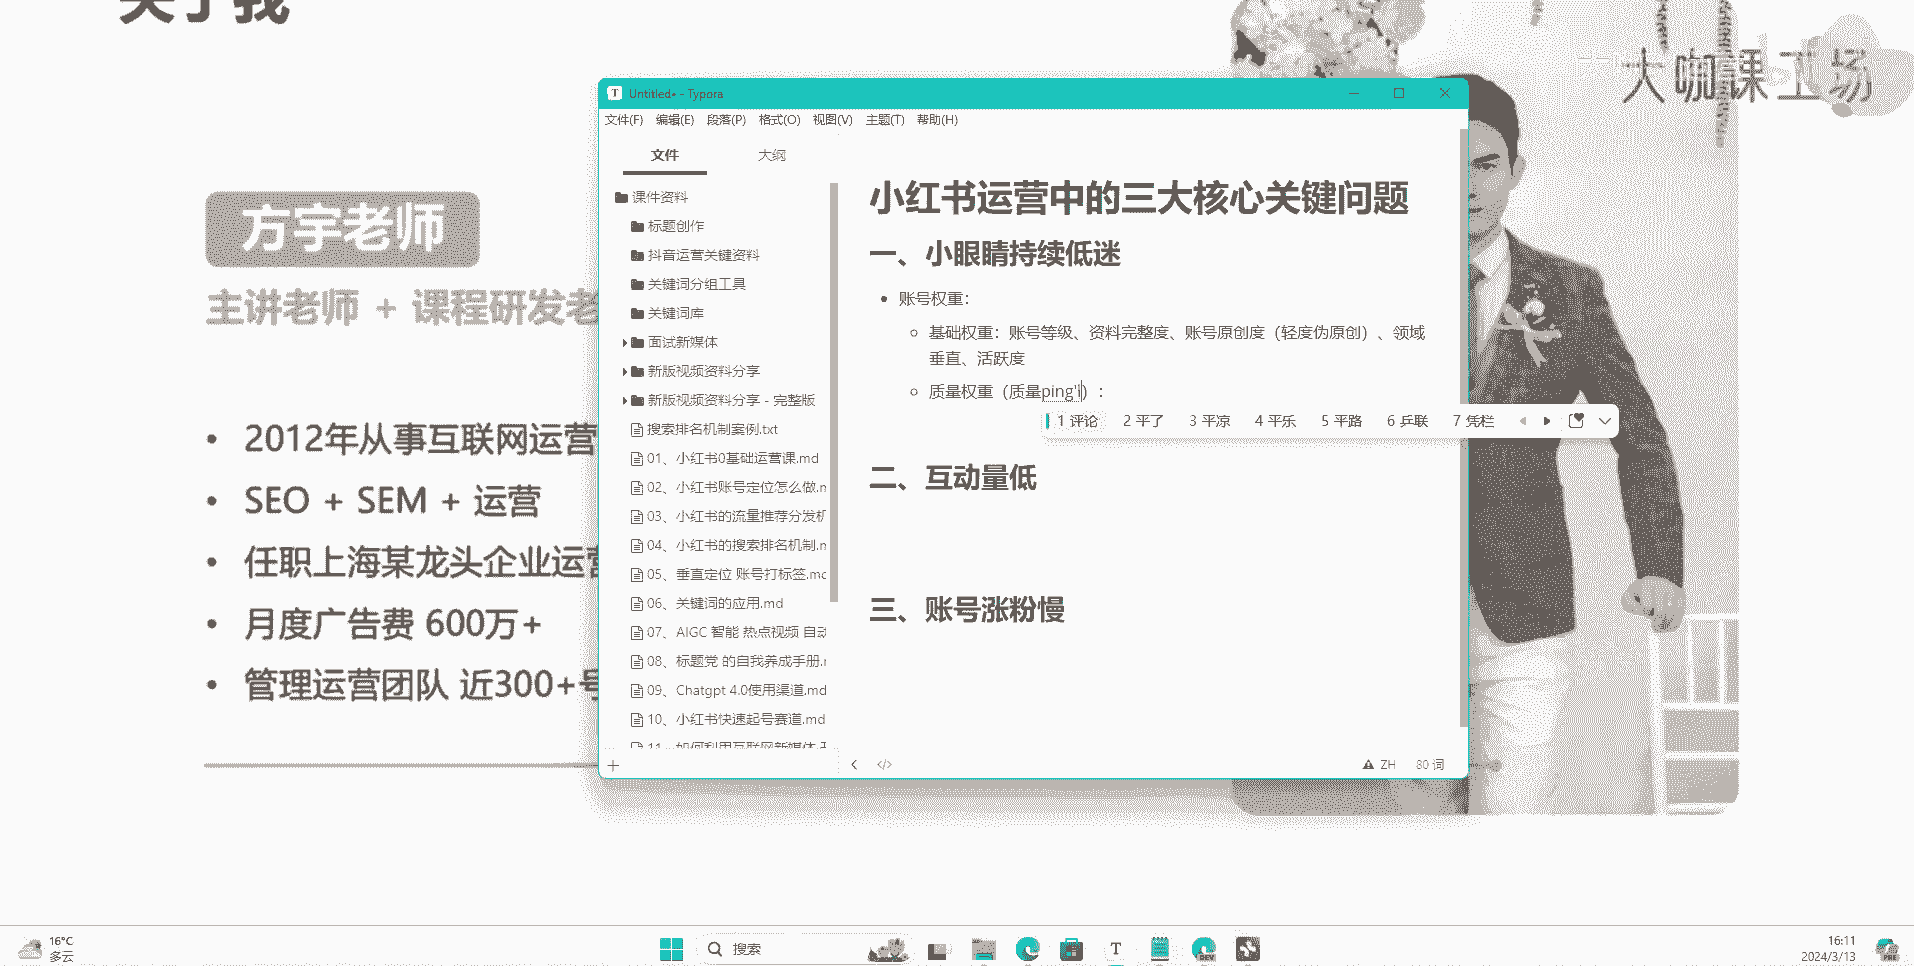 关于我
大咖课工场
方宇老师
主讲老师 + 课程研发老
2012年从事互联网运营
SEO + SEM + 运营
任职上海某龙头企业运营
月度广告费 600万+
管理运营团队 近300+号
Untitled• - Typora
文件(F) 编辑(E) 段落(P) 格式(O) 视图(V) 主题(T) 帮助(H)
文件 大纲
课件资料
标题创作
抖音运营关键资料
关键词分组工具
关键词库
面试新媒体
新版视频资料分享
新版视频资料分享 - 完整版
搜索排名机制案例.txt
01、小红书0基础运营课.md
02、小红书账号定位怎么做.m
03、小红书的流量推荐分发机
04、小红书的搜索排名机制.m
05、垂直定位 账号打标签.md
06、关键词的应用.md
07、AIGC 智能 热点视频 自动
08、标题党 的自我养成手册.m
09、Chatgpt 4.0使用渠道.md
10、小红书快速起号赛道.md
11、如何利用互联网新媒体
小红书运营中的三大核心关键问题
一、小眼睛持续低迷
账号权重：
基础权重：账号等级、资料完整度、账号原创度（轻度伪原创）、领域
垂直、活跃度
质量权重（质量ping'l）：
1 评论 2 平了 3 平凉 4 平乐 5 平路 6 乒联 7 凭栏
二、互动量低
三、账号涨粉慢
ZH 80 词
16°C
多云
搜索
16:11
2024/3/13